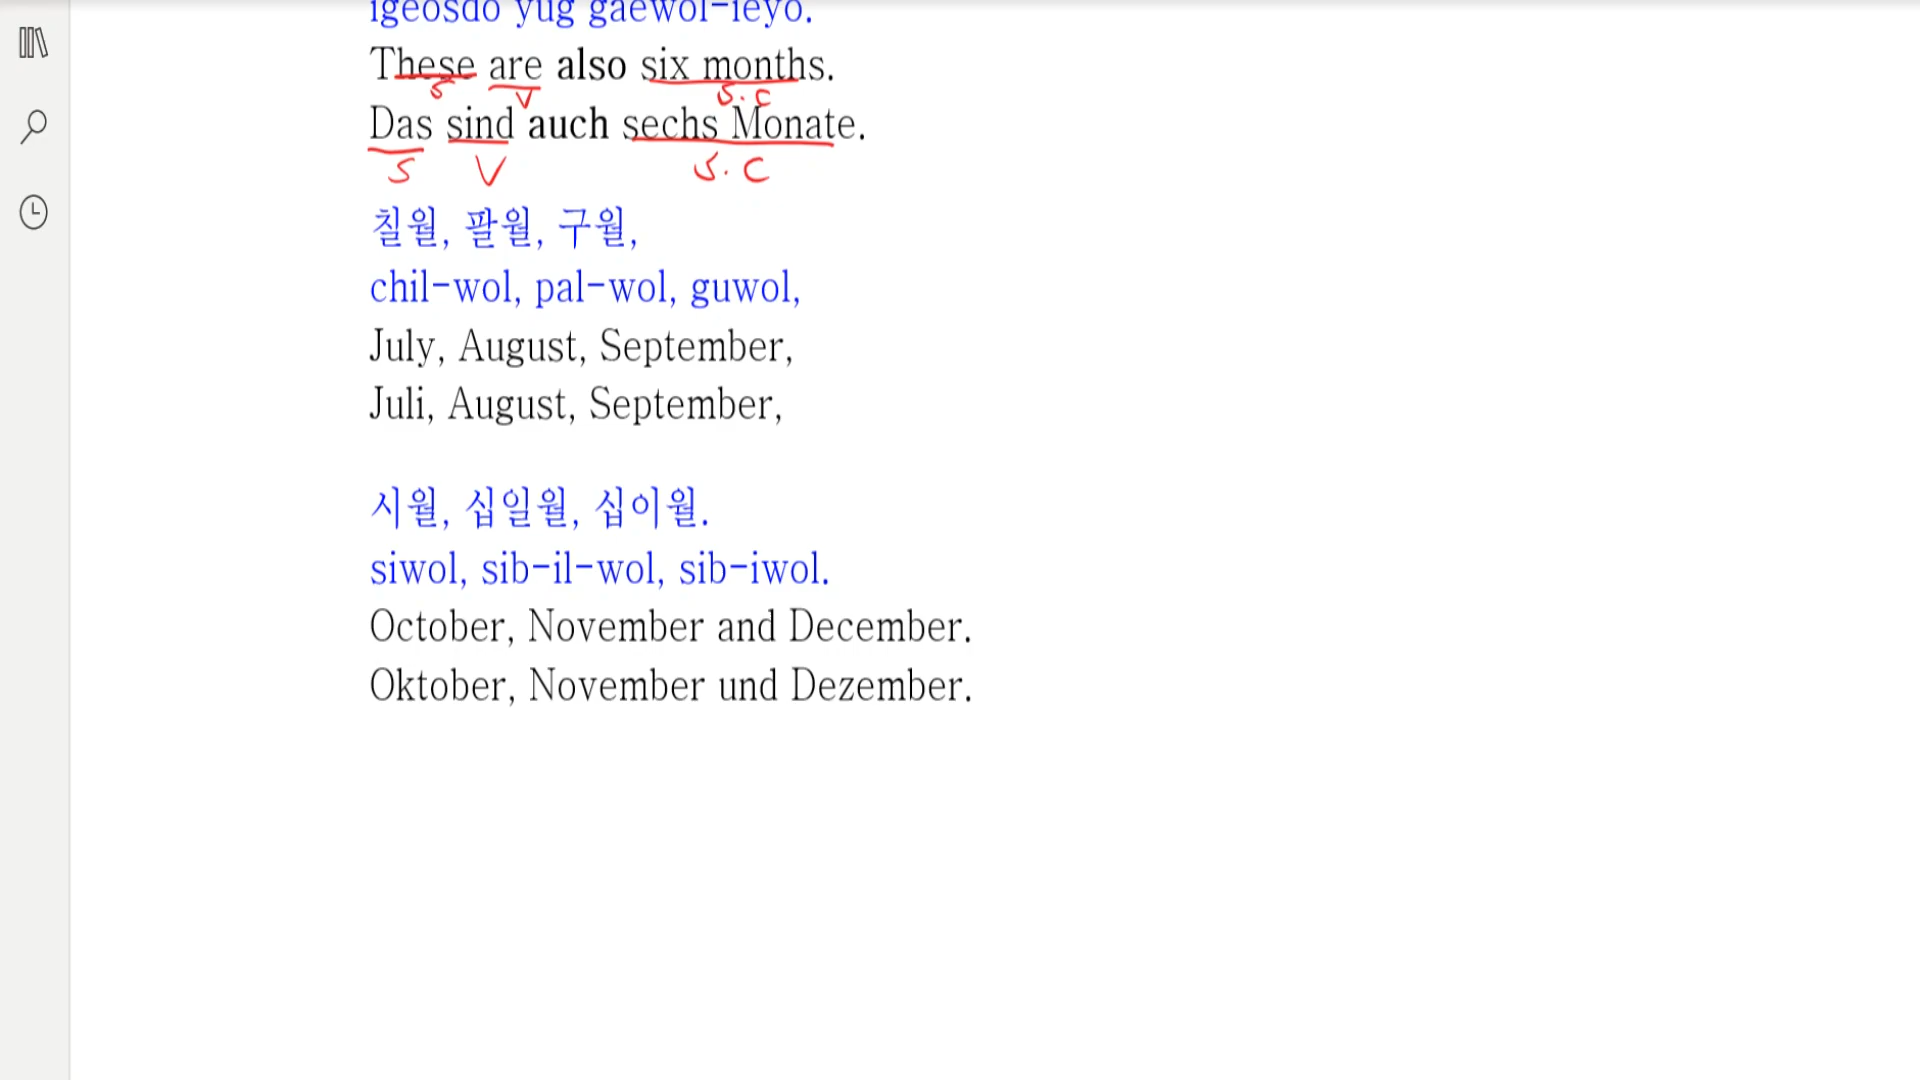 igeosdo yug gaewol-ieyo.
These are also six months.
S V S.C
Das sind auch sechs Monate.
S V S.C
칠월, 팔월, 구월,
chil-wol, pal-wol, guwol,
July, August, September,
Juli, August, September,
시월, 십일월, 십이월.
siwol, sib-il-wol, sib-iwol.
October, November and December.
Oktober, November und Dezember.